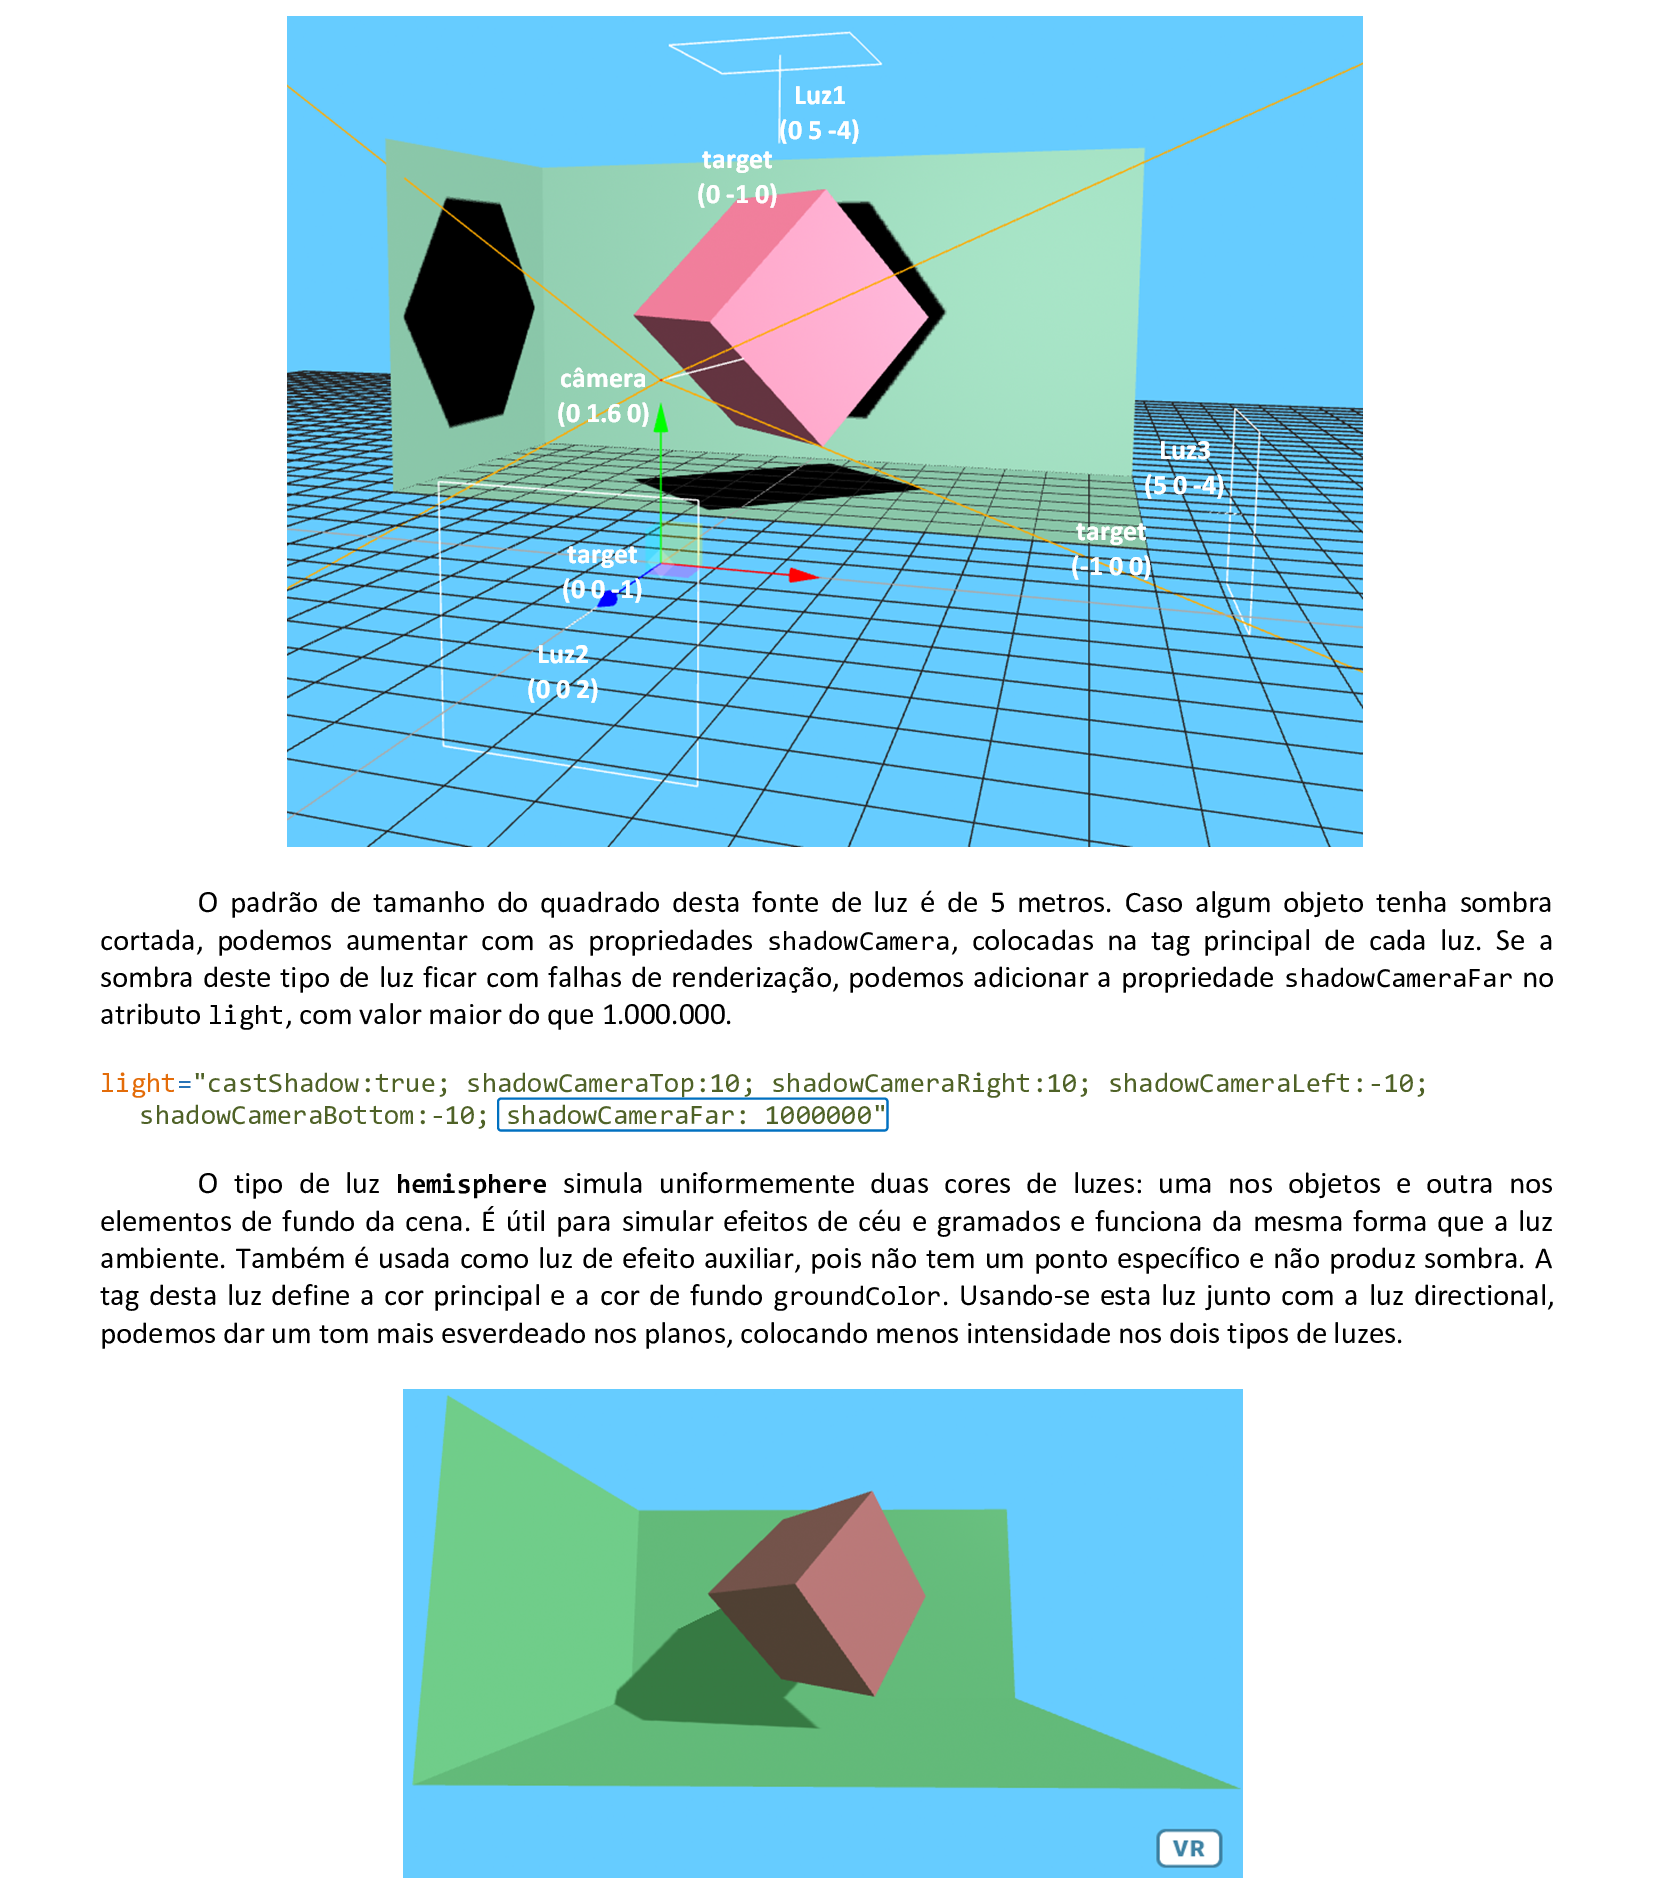 Luz1
(0 5 -4)
target
(0 -1 0)
câmera
(0 1.6 0)
Luz3
(5 0 -4)
target
(-1 0 0)
target
(0 0 -1)
Luz2
(0 0 2)
O padrão de tamanho do quadrado desta fonte de luz é de 5 metros. Caso algum objeto tenha sombra
cortada, podemos aumentar com as propriedades shadowCamera, colocadas na tag principal de cada luz. Se a
sombra deste tipo de luz ficar com falhas de renderização, podemos adicionar a propriedade shadowCameraFar no
atributo light, com valor maior do que 1.000.000.
light="castShadow:true; shadowCameraTop:10; shadowCameraRight:10; shadowCameraLeft:-10;
shadowCameraBottom:-10; shadowCameraFar: 1000000"
O tipo de luz hemisphere simula uniformemente duas cores de luzes: uma nos objetos e outra nos
elementos de fundo da cena. É útil para simular efeitos de céu e gramados e funciona da mesma forma que a luz
ambiente. Também é usada como luz de efeito auxiliar, pois não tem um ponto específico e não produz sombra. A
tag desta luz define a cor principal e a cor de fundo groundColor. Usando-se esta luz junto com a luz directional,
podemos dar um tom mais esverdeado nos planos, colocando menos intensidade nos dois tipos de luzes.
VR